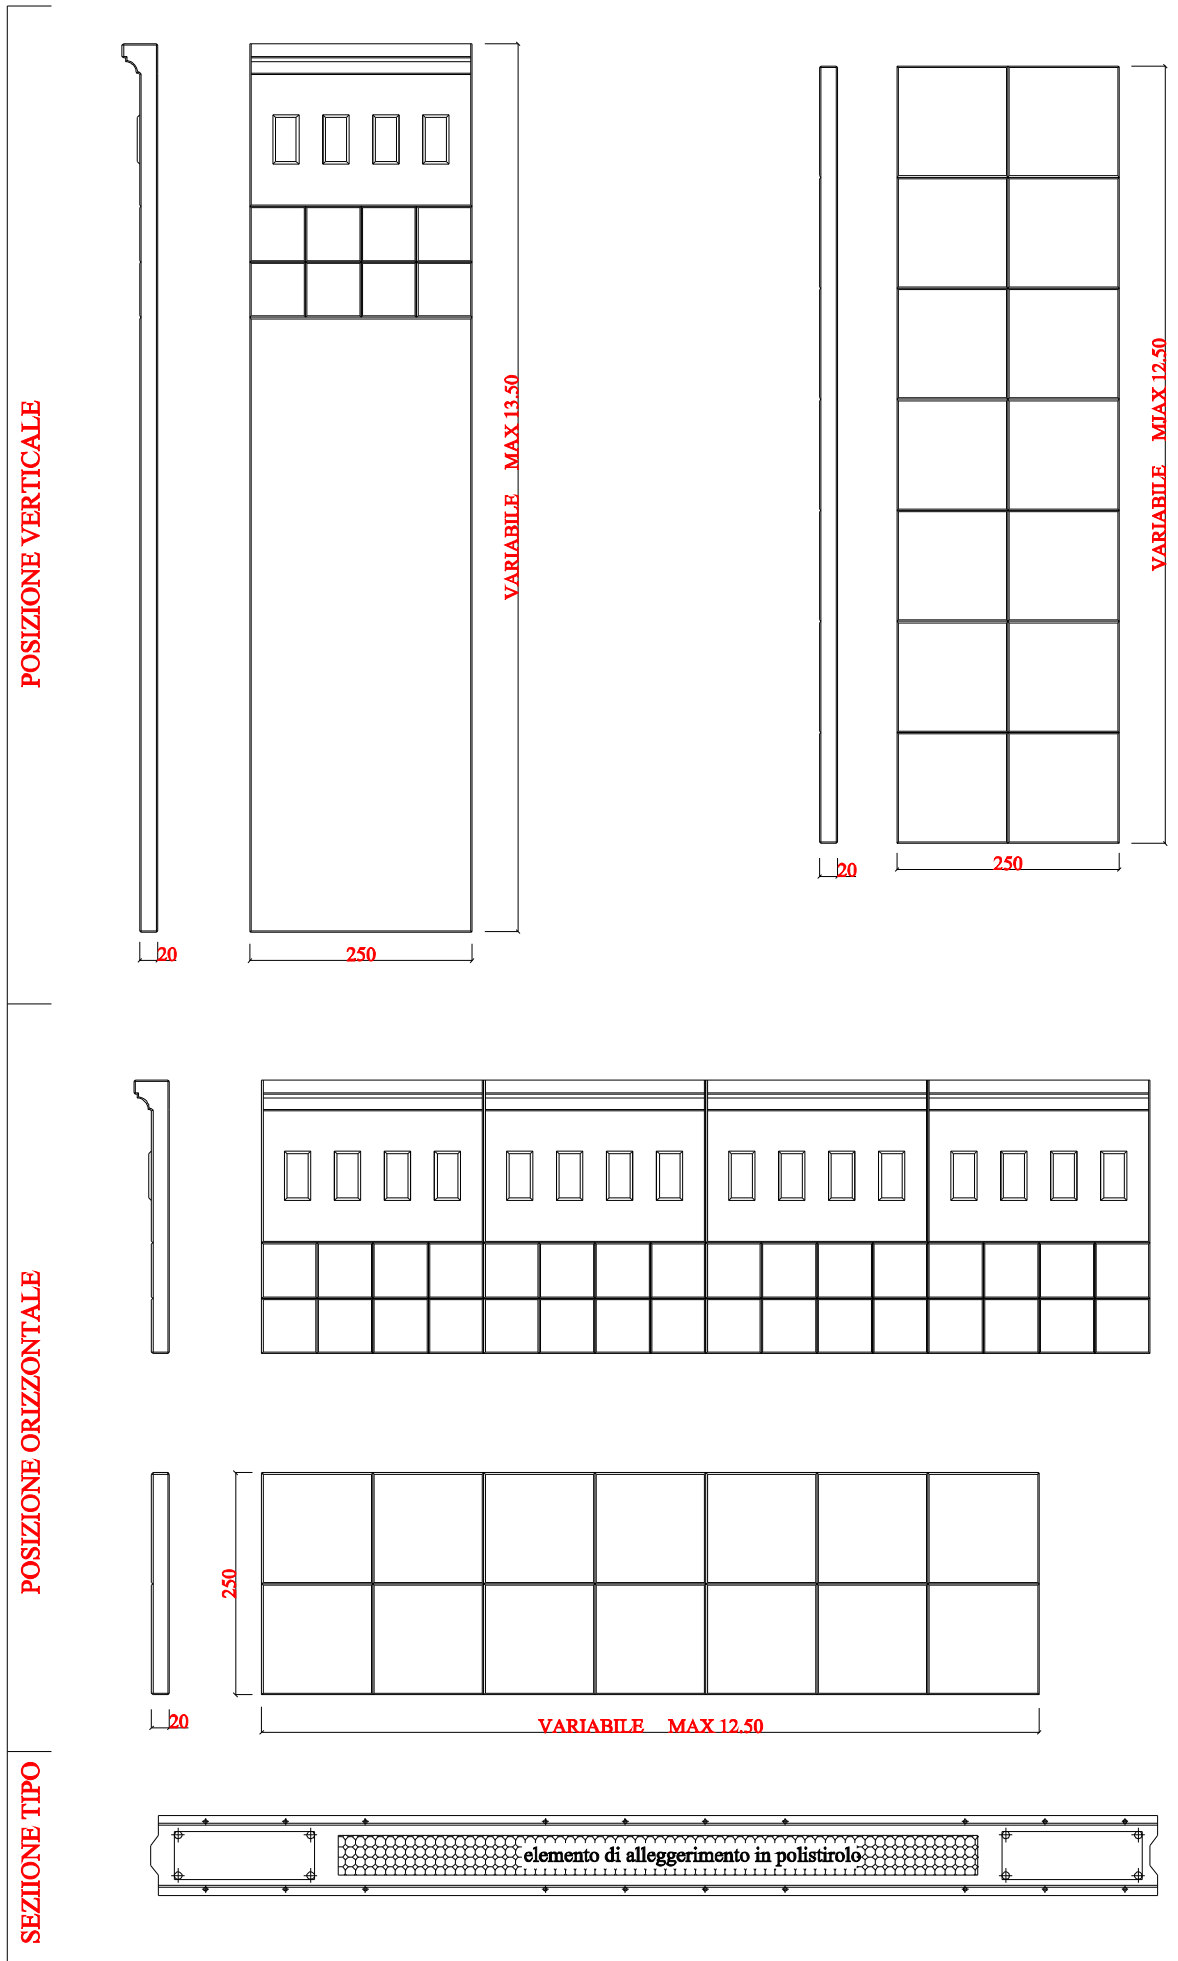 POSIZIONE VERTICALE
VARIABILE MAX 13.50
20
250
VARIABILE MJAX 12.50
20
250
POSIZIONE ORIZZONTALE
250
20
VARIABILE MAX 12.50
SEZIIONE TIPO
elemento di alleggerimento in polistirolo